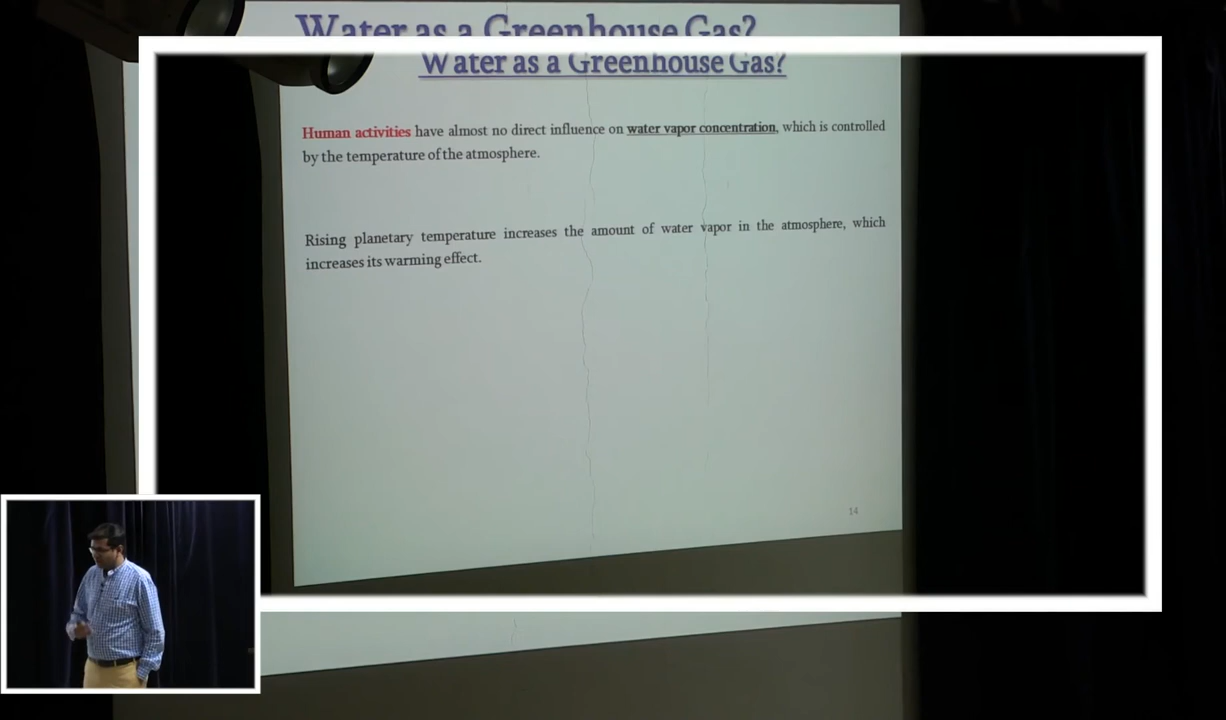 Water as a Greenhouse Gas?
Water as a Greenhouse Gas?
Human activities have almost no direct influence on water vapor concentration, which is controlled
by the temperature of the atmosphere.
Rising planetary temperature increases the amount of water vapor in the atmosphere, which
increases its warming effect.
14